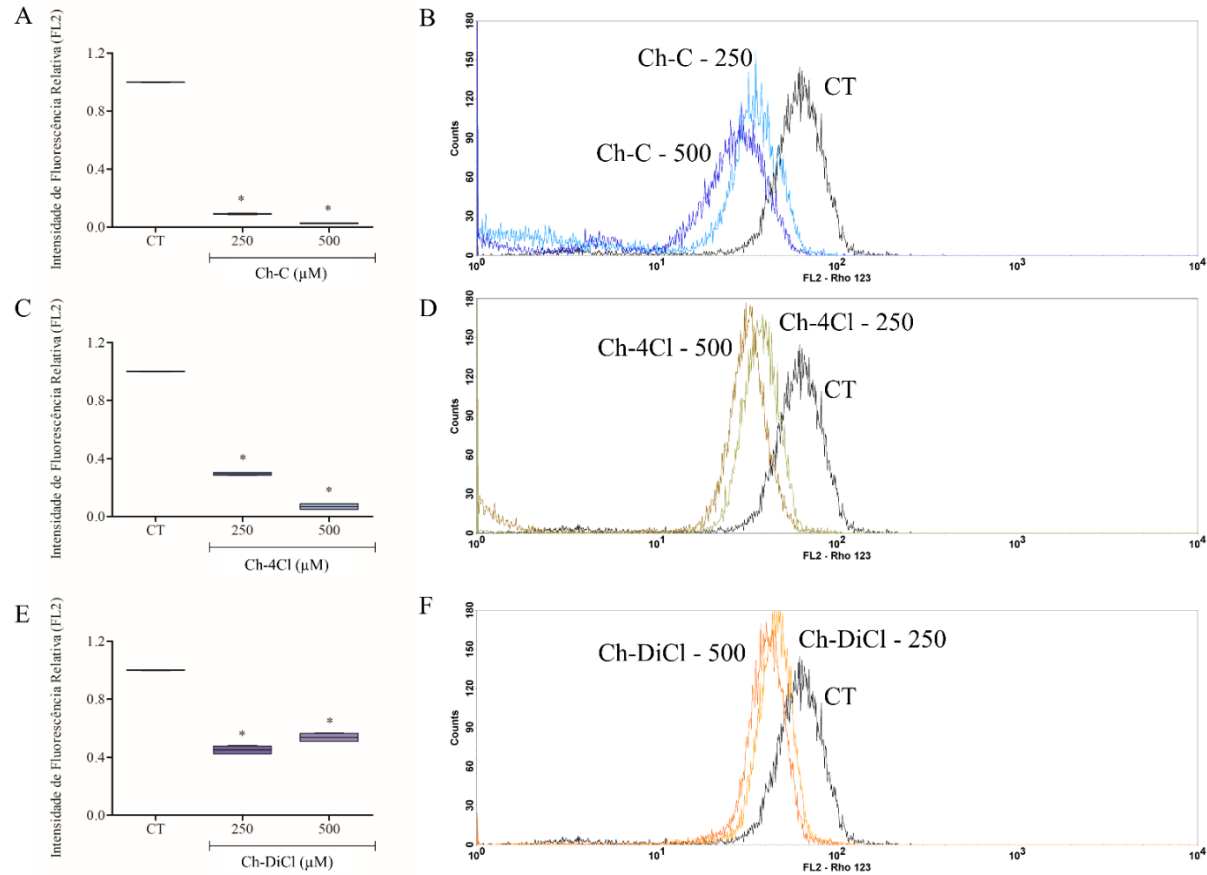 A
Intensidade de Fluorescência Relativa (FL2)
1.2
0.8
0.4
0.0
*
*
CT
250
500
Ch-C (µM)
B
Counts
180
150
120
90
60
30
0
Ch-C - 250
CT
Ch-C - 500
10⁰
10¹
10²
10³
10⁴
FL2 - Rho 123
C
Intensidade de Fluorescência Relativa (FL2)
1.2
0.8
0.4
0.0
*
*
CT
250
500
Ch-4Cl (µM)
D
Counts
180
150
120
90
60
30
0
Ch-4Cl - 250
Ch-4Cl - 500
CT
10⁰
10¹
10²
10³
10⁴
FL2 - Rho 123
E
Intensidade de Fluorescência Relativa (FL2)
1.2
0.8
0.4
0.0
*
*
CT
250
500
Ch-DiCl (µM)
F
Counts
180
150
120
90
60
30
0
Ch-DiCl - 250
Ch-DiCl - 500
CT
10⁰
10¹
10²
10³
10⁴
FL2 - Rho 123